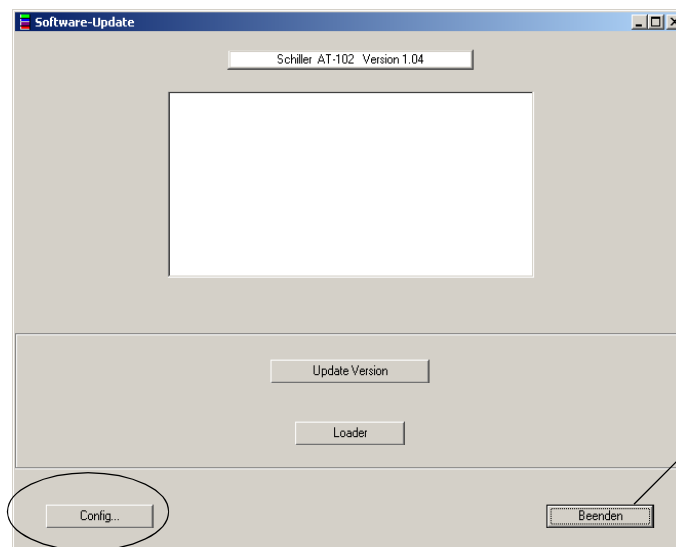 Software-Update
Schiller AT-102 Version 1.04
Update Version
Loader
Config...
Beenden